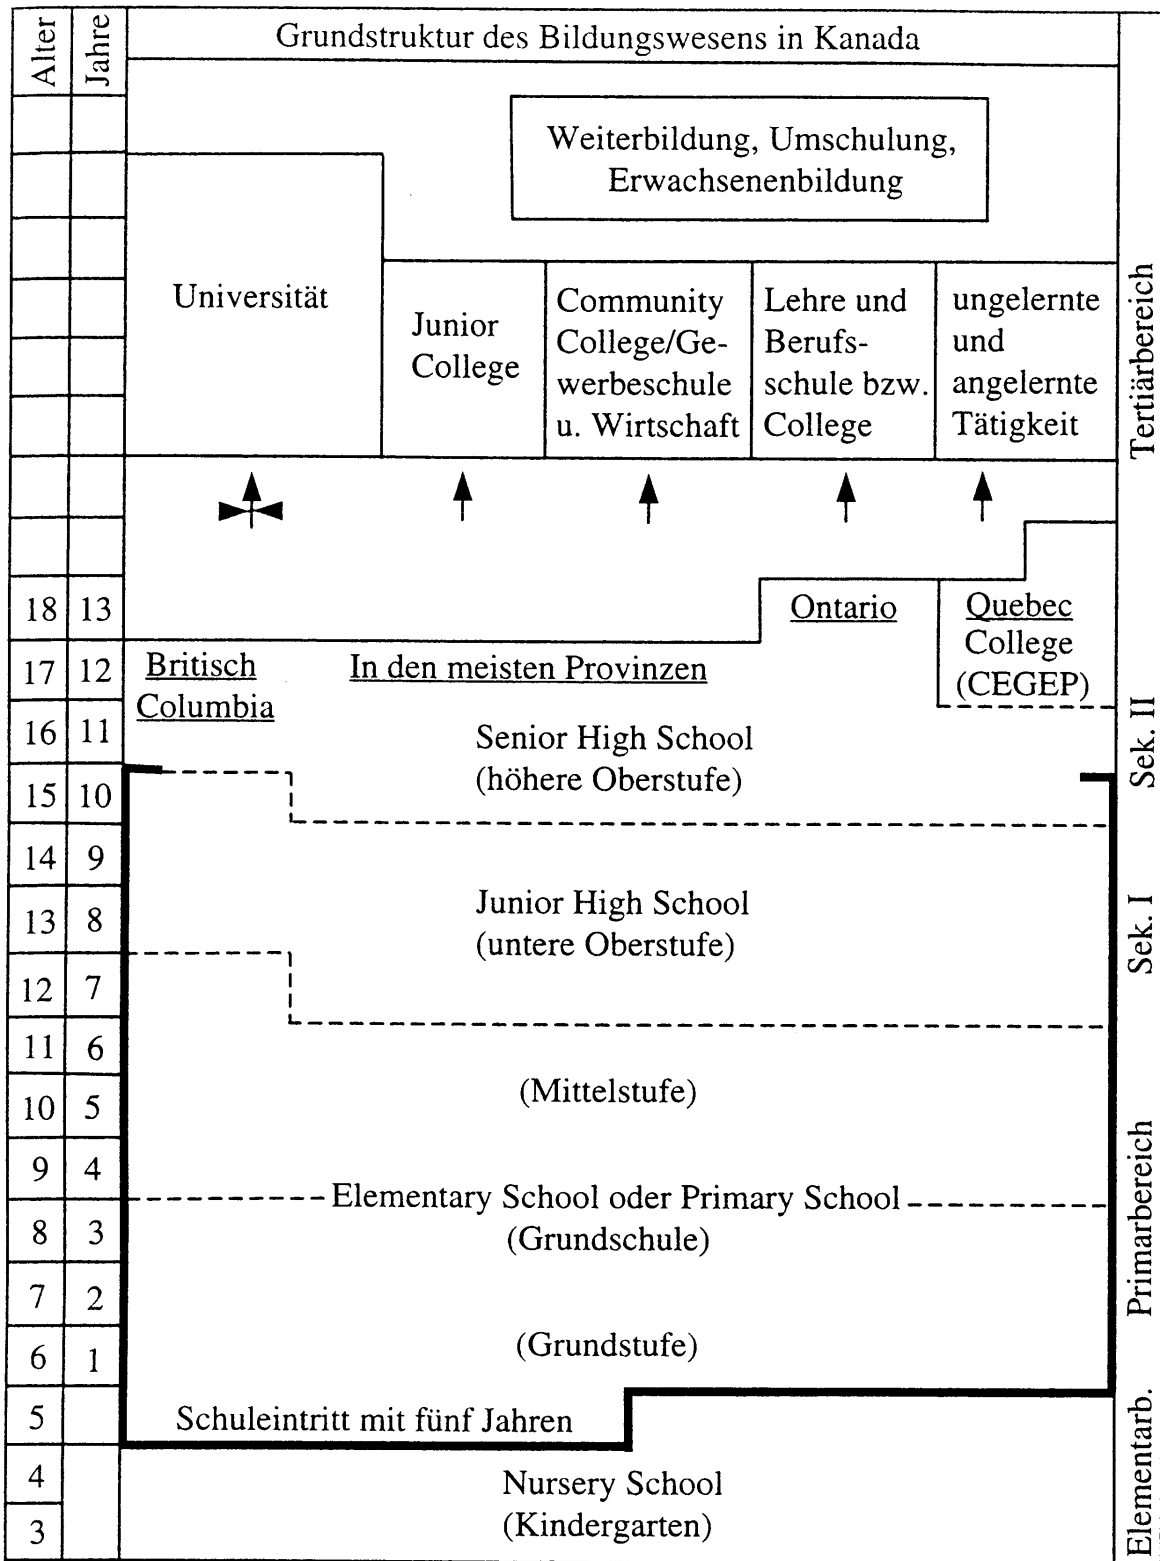 Alter
Jahre
Grundstruktur des Bildungswesens in Kanada
Weiterbildung, Umschulung,
Erwachsenenbildung
Universität
Junior
College
Community
College/Ge-
werbeschule
u. Wirtschaft
Lehre und
Berufs-
schule bzw.
College
ungelernte
und
angelernte
Tätigkeit
Tertiärbereich
18 13
Ontario
Quebec
College
(CEGEP)
17 12
Britisch
Columbia
In den meisten Provinzen
16 11
Senior High School
(höhere Oberstufe)
Sek. II
15 10
14 9
13 8
Junior High School
(untere Oberstufe)
Sek. I
12 7
11 6
10 5
(Mittelstufe)
9 4
Elementary School oder Primary School
(Grundschule)
8 3
7 2
Primarbereich
6 1
(Grundstufe)
5
Schuleintritt mit fünf Jahren
4
Nursery School
(Kindergarten)
3
Elementarb.